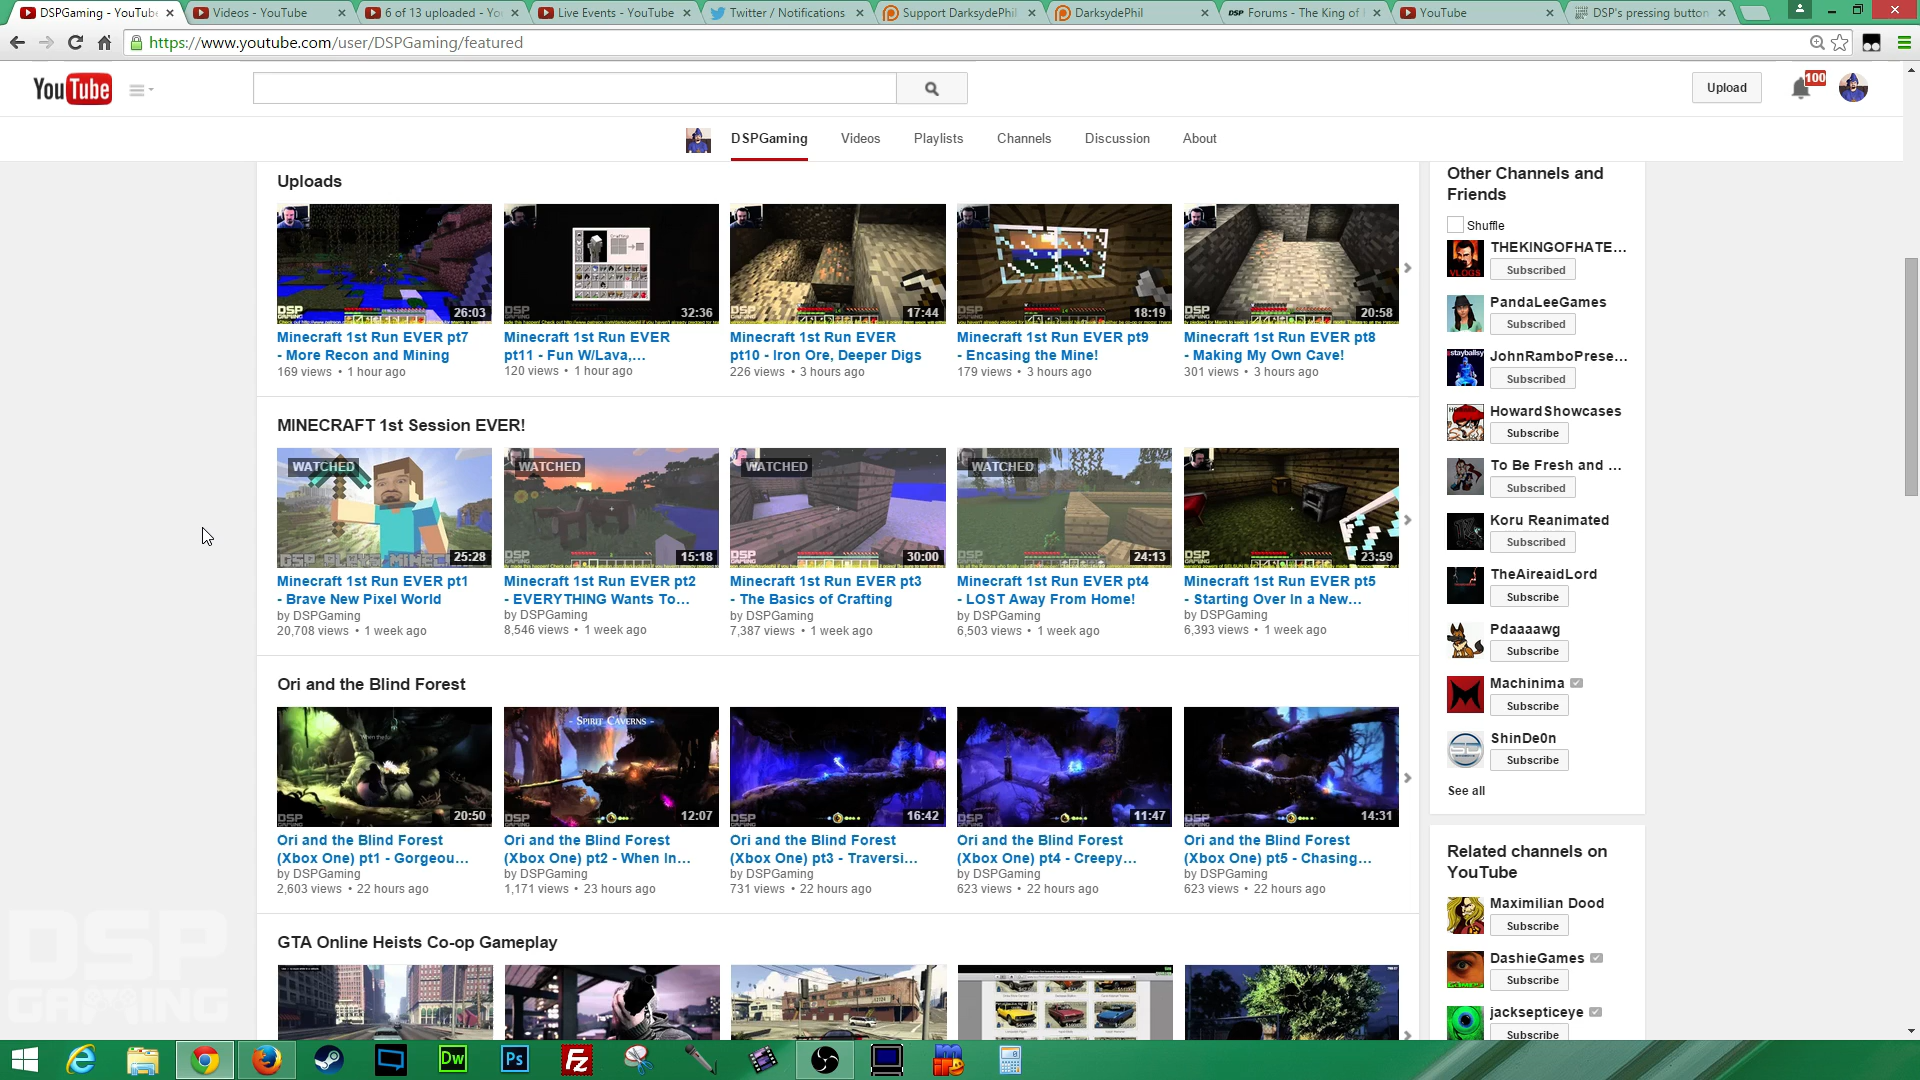 DSPGaming - YouTube
Videos - YouTube
6 of 13 uploaded - Yo
Live Events - YouTube
Twitter / Notifications
Support DarksydePhil
DarksydePhil
DSP Forums - The King of
YouTube
DSP's pressing button
https://www.youtube.com/user/DSPGaming/featured
YouTube
Upload
100
DSPGaming Videos Playlists Channels Discussion About
Uploads
26:03
32:36
17:44
18:19
20:58
Minecraft 1st Run EVER pt7
- More Recon and Mining
169 views • 1 hour ago
Minecraft 1st Run EVER
pt11 - Fun W/Lava,...
120 views • 1 hour ago
Minecraft 1st Run EVER
pt10 - Iron Ore, Deeper Digs
226 views • 3 hours ago
Minecraft 1st Run EVER pt9
- Encasing the Mine!
179 views • 3 hours ago
Minecraft 1st Run EVER pt8
- Making My Own Cave!
301 views • 3 hours ago
MINECRAFT 1st Session EVER!
WATCHED
25:28
WATCHED
15:18
WATCHED
30:00
WATCHED
24:13
23:59
Minecraft 1st Run EVER pt1
- Brave New Pixel World
by DSPGaming
20,708 views • 1 week ago
Minecraft 1st Run EVER pt2
- EVERYTHING Wants To...
by DSPGaming
8,546 views • 1 week ago
Minecraft 1st Run EVER pt3
- The Basics of Crafting
by DSPGaming
7,387 views • 1 week ago
Minecraft 1st Run EVER pt4
- LOST Away From Home!
by DSPGaming
6,503 views • 1 week ago
Minecraft 1st Run EVER pt5
- Starting Over In a New...
by DSPGaming
6,393 views • 1 week ago
Ori and the Blind Forest
20:50
- SPIRIT CAVERNS -
12:07
16:42
11:47
14:31
Ori and the Blind Forest
(Xbox One) pt1 - Gorgeou...
by DSPGaming
2,603 views • 22 hours ago
Ori and the Blind Forest
(Xbox One) pt2 - When In...
by DSPGaming
1,171 views • 23 hours ago
Ori and the Blind Forest
(Xbox One) pt3 - Traversi...
by DSPGaming
731 views • 22 hours ago
Ori and the Blind Forest
(Xbox One) pt4 - Creepy...
by DSPGaming
623 views • 22 hours ago
Ori and the Blind Forest
(Xbox One) pt5 - Chasing...
by DSPGaming
623 views • 22 hours ago
GTA Online Heists Co-op Gameplay
Other Channels and
Friends
Shuffle
THEKINGOFHATE...
VLOGS
Subscribed
PandaLeeGames
Subscribed
JohnRamboPrese...
Subscribed
HowardShowcases
Subscribe
To Be Fresh and ...
Subscribed
Koru Reanimated
Subscribed
TheAireaidLord
Subscribe
Pdaaaawg
Subscribe
Machinima
Subscribe
ShinDe0n
Subscribe
See all
Related channels on
YouTube
Maximilian Dood
Subscribe
DashieGames
Subscribe
jacksepticeye
Subscribe
DSP
GAMING
Dw
Ps
Fz